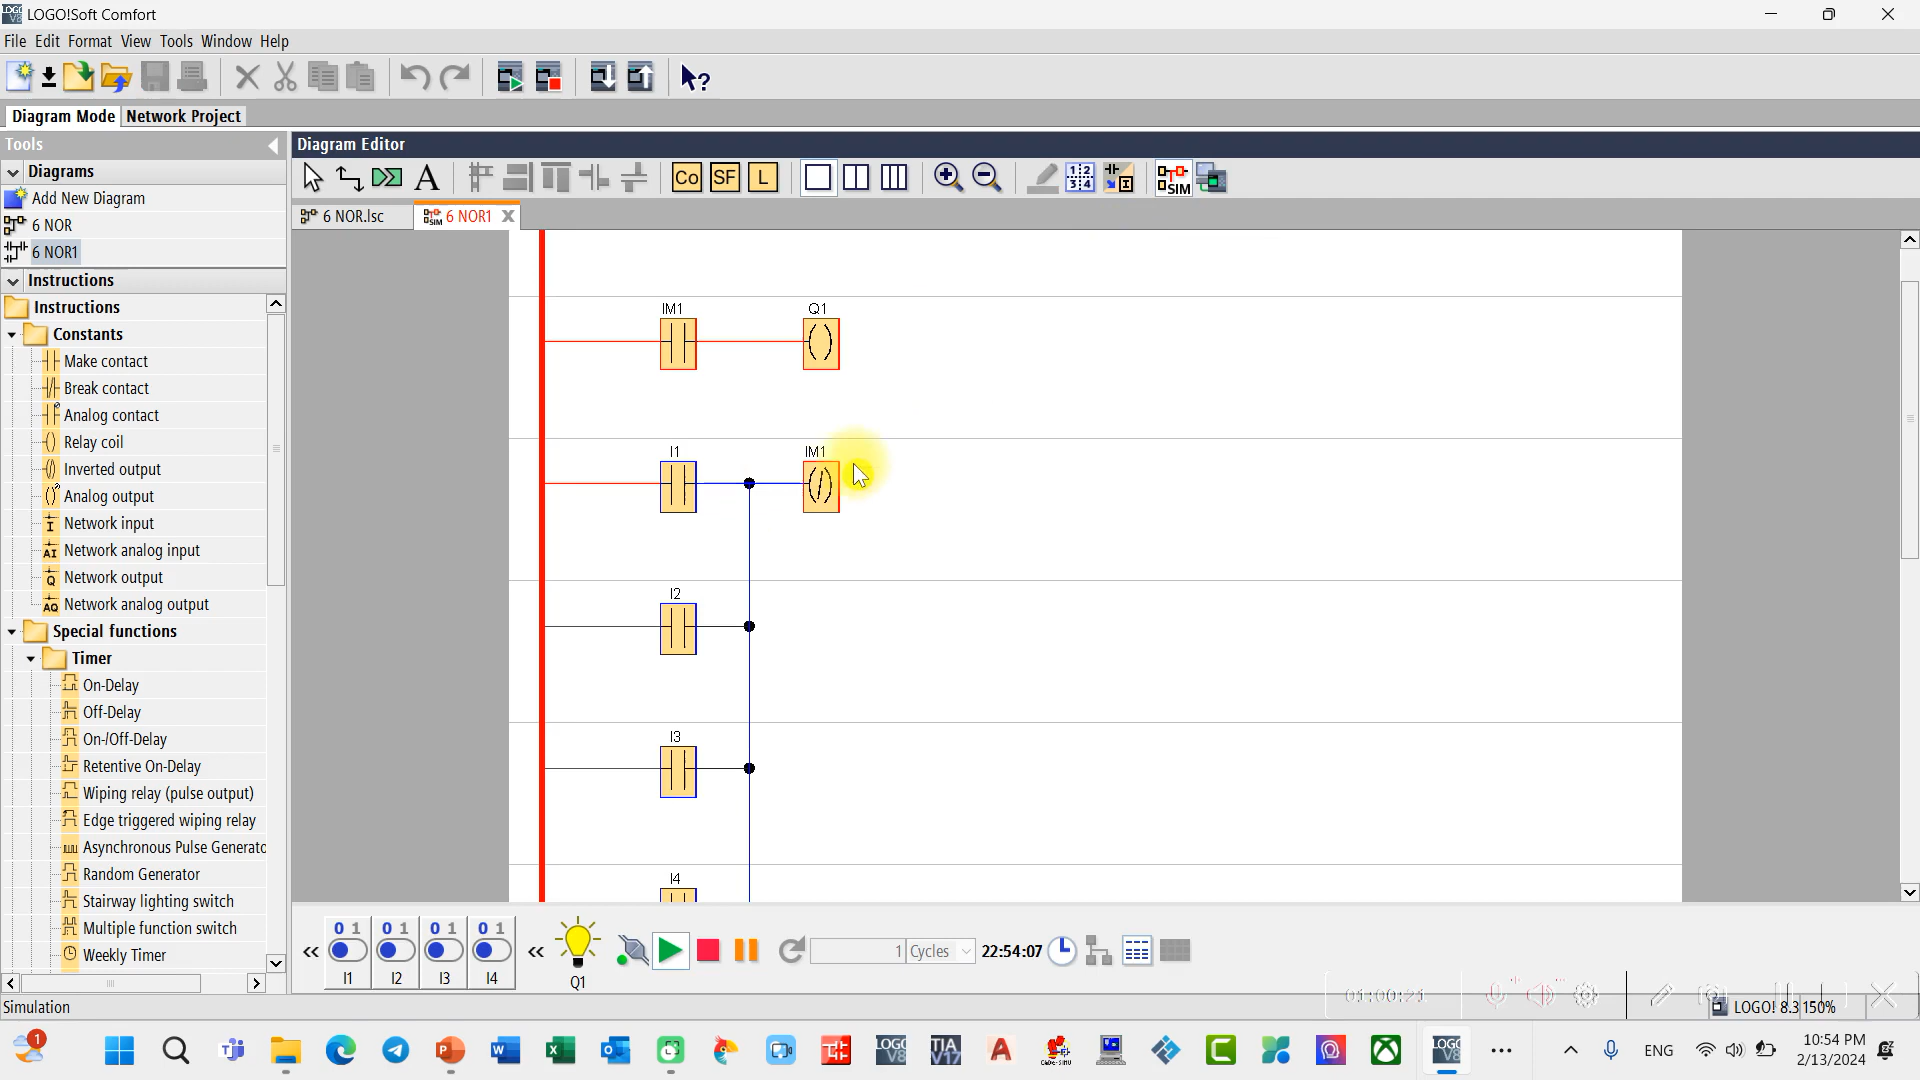 LOGO!Soft Comfort
File Edit Format View Tools Window Help
Diagram Mode Network Project
Tools
Diagram Editor
Diagrams
Add New Diagram
6 NOR
6 NOR1
Co SF L
SIM
6 NOR.lsc
6 NOR1
Instructions
Instructions
Constants
Make contact
Break contact
Analog contact
Relay coil
Inverted output
Analog output
Network input
Network analog input
Network output
Network analog output
Special functions
Timer
On-Delay
Off-Delay
On-/Off-Delay
Retentive On-Delay
Wiping relay (pulse output)
Edge triggered wiping relay
Asynchronous Pulse Generato
Random Generator
Stairway lighting switch
Multiple function switch
Weekly Timer
IM1 Q1
I1 IM1
I2
I3
I4
0 1 0 1 0 1 0 1
I1 I2 I3 I4 Q1
1 Cycles 22:54:07
Simulation
01:00:21
LOGO! 8.3 150%
1
ENG
10:54 PM
2/13/2024